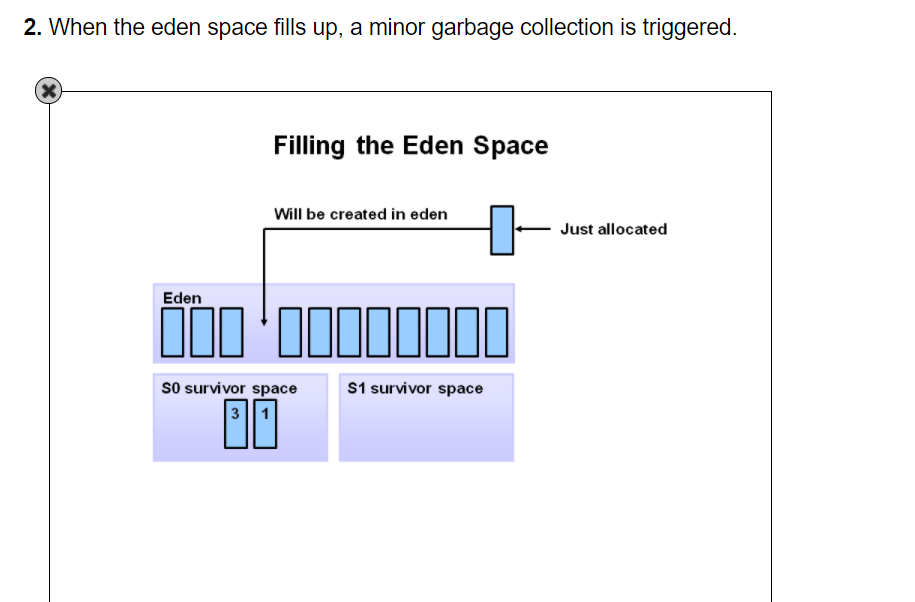 2. When the eden space fills up, a minor garbage collection is triggered.
Filling the Eden Space
Will be created in eden
Just allocated
Eden
S0 survivor space
S1 survivor space
3 1